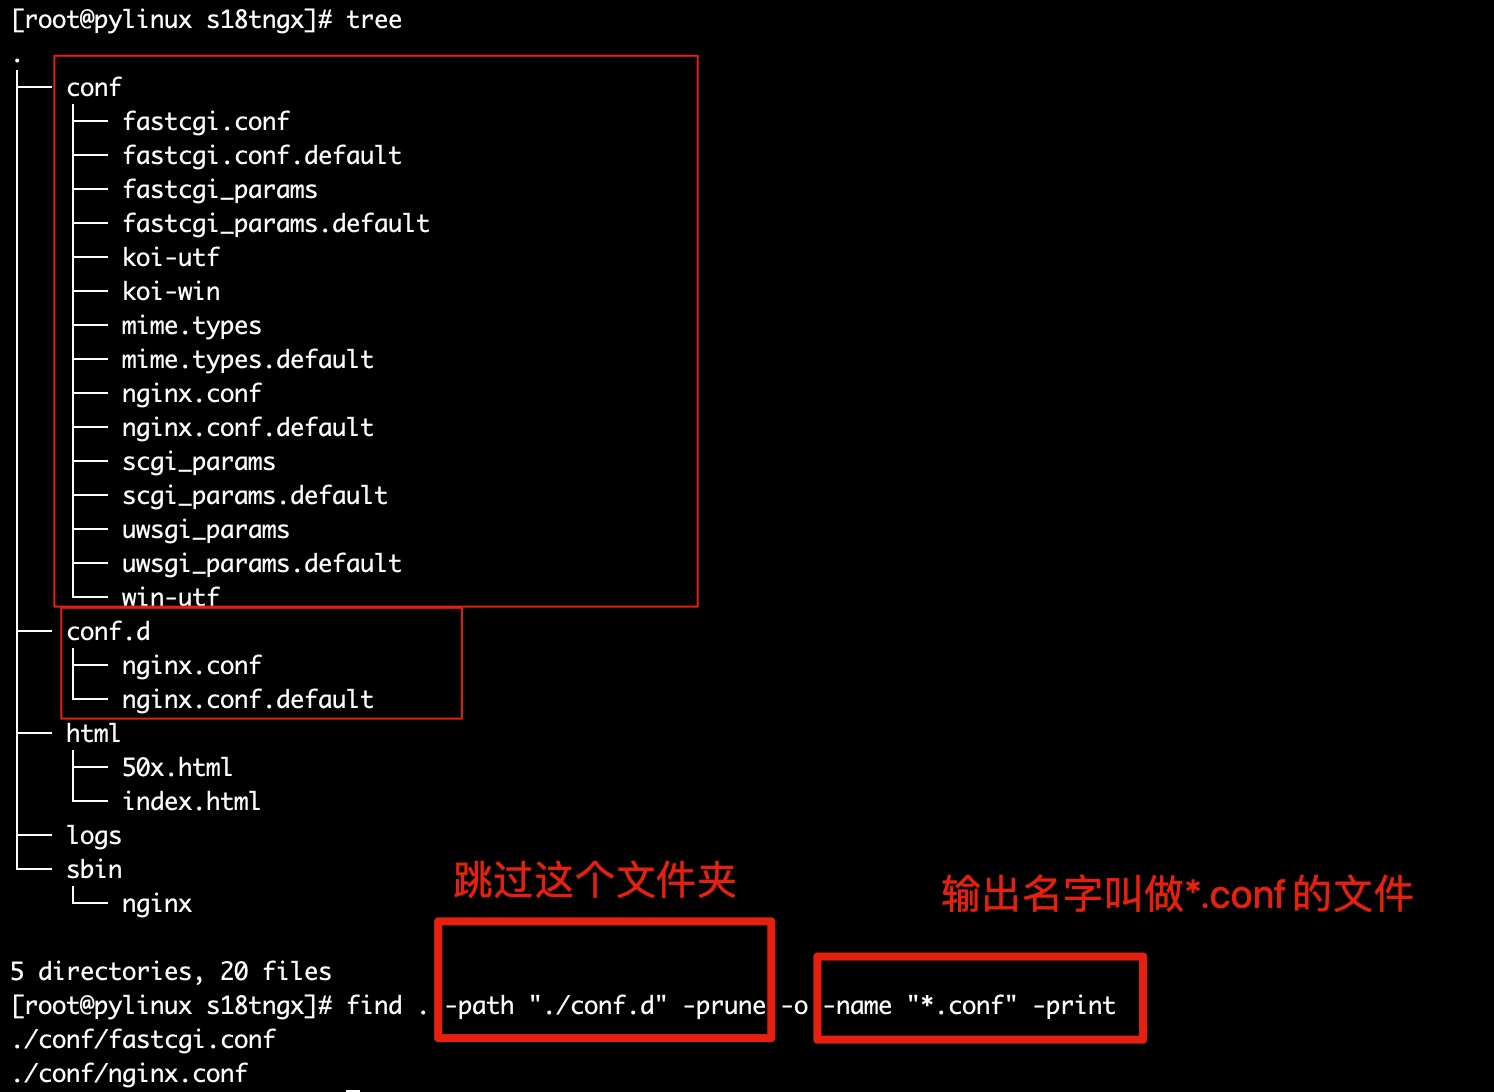 [root@pylinux s18tngx]# tree
.
├── conf
│   ├── fastcgi.conf
│   ├── fastcgi.conf.default
│   ├── fastcgi_params
│   ├── fastcgi_params.default
│   ├── koi-utf
│   ├── koi-win
│   ├── mime.types
│   ├── mime.types.default
│   ├── nginx.conf
│   ├── nginx.conf.default
│   ├── scgi_params
│   ├── scgi_params.default
│   ├── uwsgi_params
│   ├── uwsgi_params.default
│   └── win-utf
├── conf.d
│   ├── nginx.conf
│   └── nginx.conf.default
├── html
│   ├── 50x.html
│   └── index.html
├── logs
└── sbin
    └── nginx
跳过这个文件夹
输出名字叫做*.conf的文件
5 directories, 20 files
[root@pylinux s18tngx]# find . -path "./conf.d" -prune -o -name "*.conf" -print
./conf/fastcgi.conf
./conf/nginx.conf